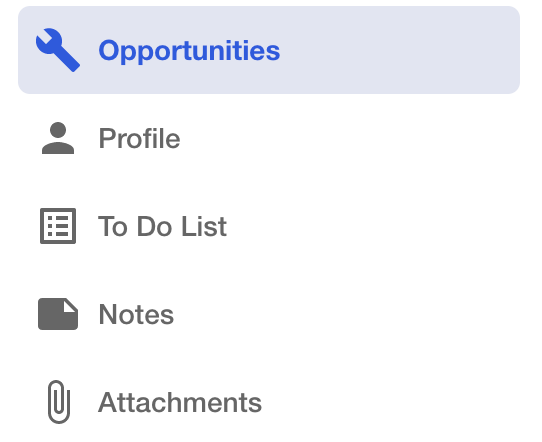 Opportunities
Profile
To Do List
Notes
Attachments